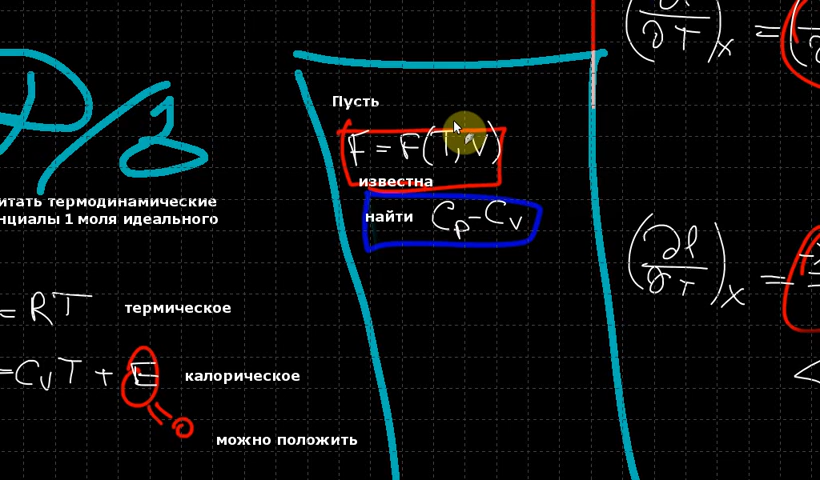 Пусть
F = F(T, V)
известна
найти Cp - Cv
итать термодинамические
нциалы 1 моля идеального
= RT термическое
= CvT + E калорическое
можно положить
(∂T)x =
(∂ℓ/∂T)x =